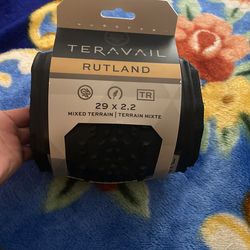 TERAVAIL
RUTLAND
TR
29 x 2.2
MIXED TERRAIN | TERRAIN MIXTE